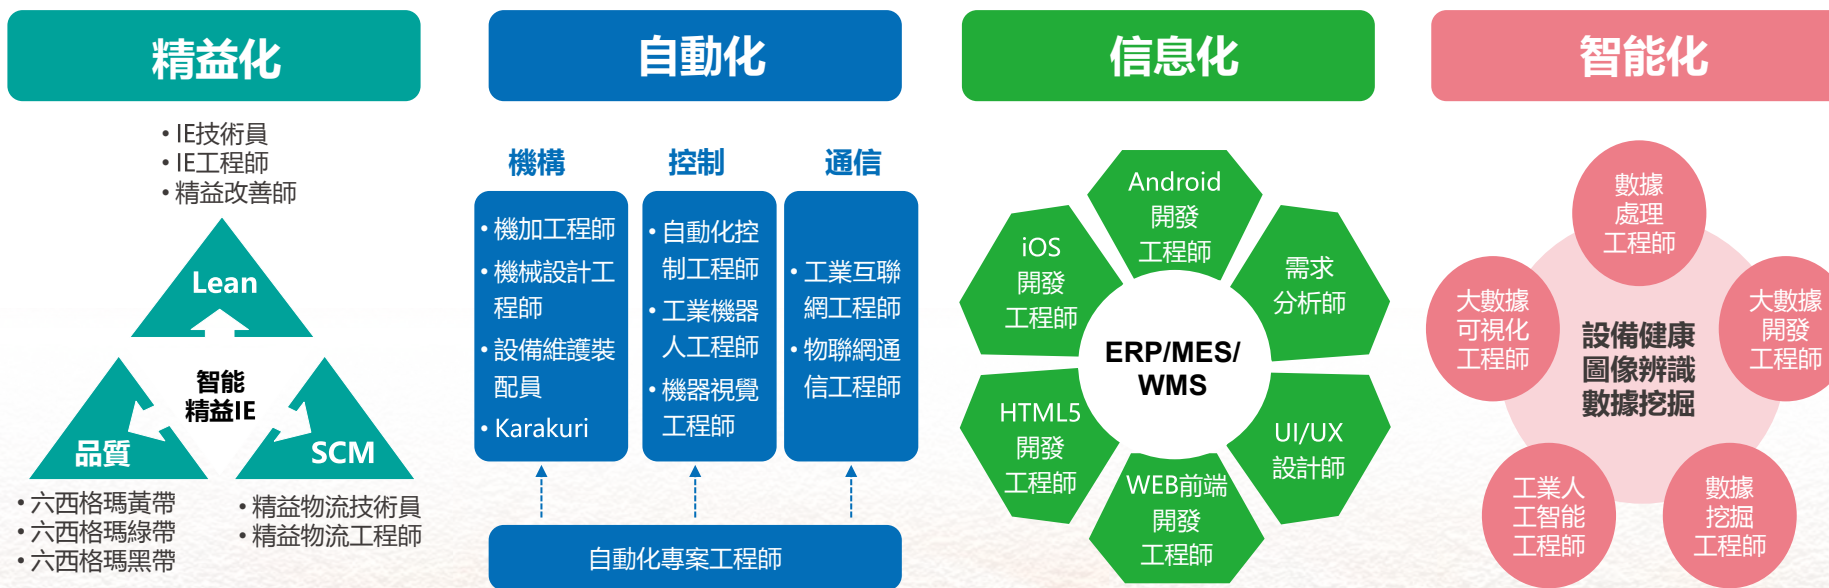 精益化
• IE技術員
• IE工程師
• 精益改善師
Lean
智能
精益IE
品質
SCM
• 六西格瑪黃帶
• 六西格瑪綠帶
• 六西格瑪黑帶
• 精益物流技術員
• 精益物流工程師
自動化
機構
• 機加工程師
• 機械設計工
程師
• 設備維護裝
配員
• Karakuri
控制
• 自動化控
制工程師
• 工業機器
人工程師
• 機器視覺
工程師
通信
• 工業互聯
網工程師
• 物聯網通
信工程師
自動化專案工程師
信息化
Android
開發
工程師
需求
分析師
UI/UX
設計師
WEB前端
開發
工程師
HTML5
開發
工程師
iOS
開發
工程師
ERP/MES/
WMS
智能化
數據
處理
工程師
大數據
開發
工程師
數據
挖掘
工程師
工業人
工智能
工程師
大數據
可視化
工程師
設備健康
圖像辨識
數據挖掘